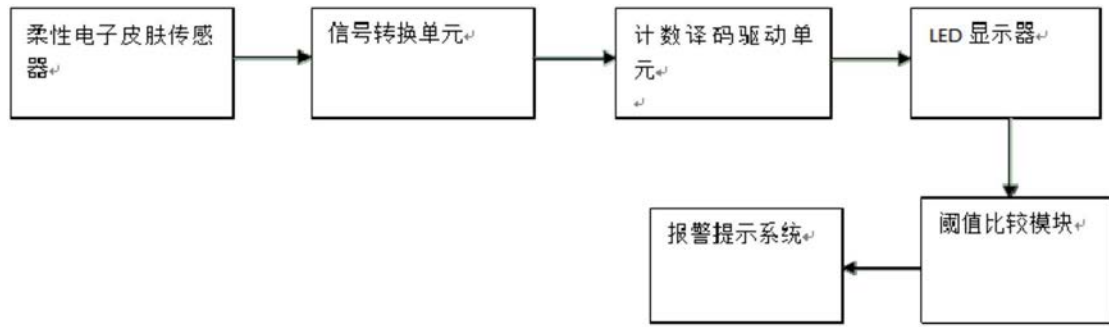 柔性电子皮肤传感
器
信号转换单元
计数译码驱动单
元
LED 显示器
阈值比较模块
报警提示系统